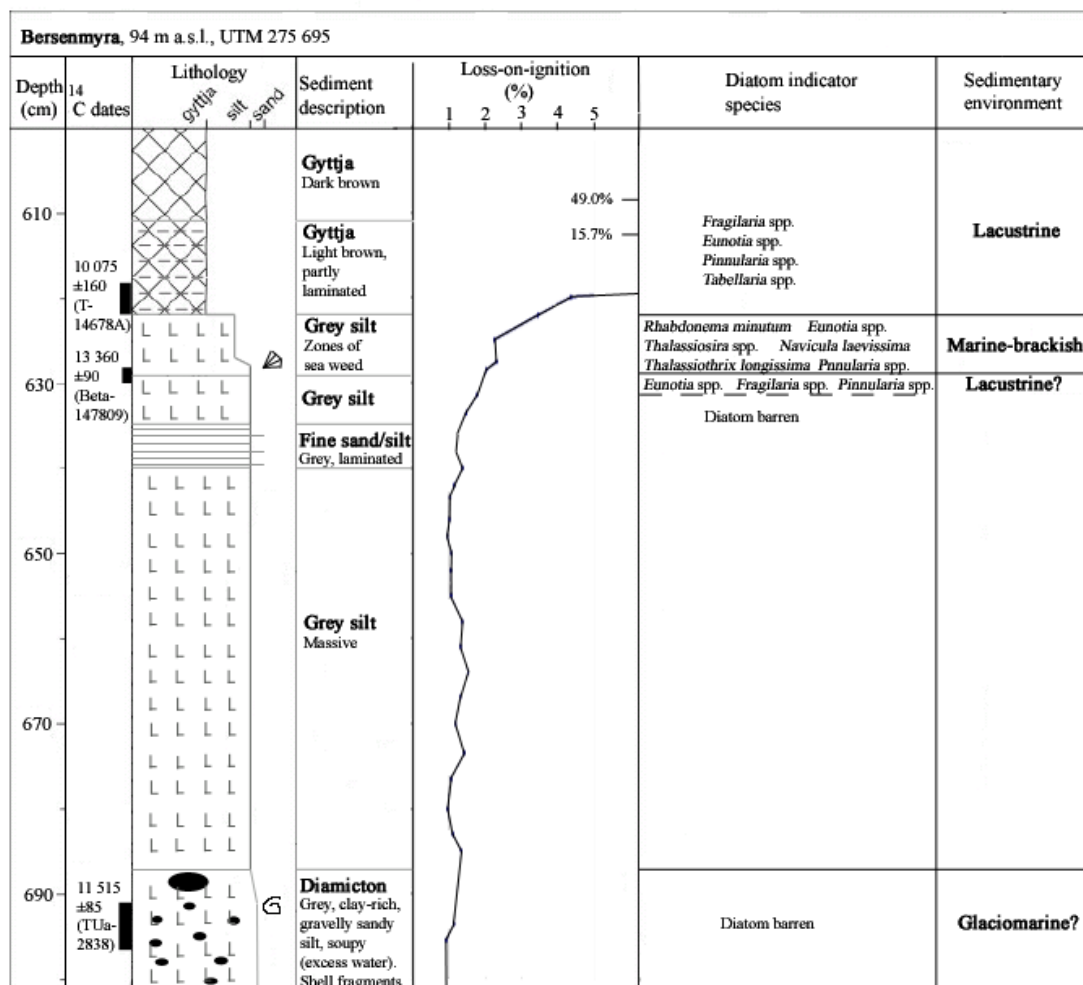 Bersenmyra, 94 m a.s.l., UTM 275 695
Depth
(cm)
14
C dates
Lithology
gyttja
silt
sand
Sediment
description
Loss-on-ignition
(%)
1 2 3 4 5
Diatom indicator
species
Sedimentary
environment
610
630
650
670
690
10 075
±160
(T-
14678A)
13 360
±90
(Beta-
147809)
11 515
±85
(TUa-
2838)
Gyttja
Dark brown
Gyttja
Light brown,
partly
laminated
Grey silt
Zones of
sea weed
Grey silt
Fine sand/silt
Grey, laminated
Grey silt
Massive
Diamicton
Grey, clay-rich,
gravelly sandy
silt, soupy
(excess water).
Shell fragments
49.0%
15.7%
Fragilaria spp.
Eunotia spp.
Pinnularia spp.
Tabellaria spp.
Rhabdonema minutum Eunotia spp.
Thalassiosira spp. Navicula laevissima
Thalassiothrix longissima Pnnularia spp.
Eunotia spp. Fragilaria spp. Pinnularia spp.
Diatom barren
Diatom barren
Lacustrine
Marine-brackish
Lacustrine?
Glaciomarine?